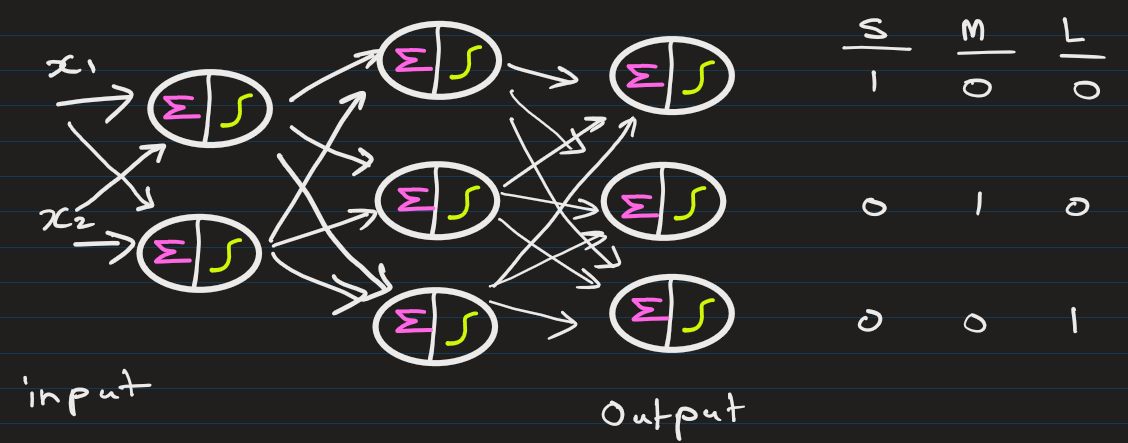 S M L
x₁ Σ ∫ Σ ∫ Σ ∫ 1 0 0
x₂ Σ ∫ Σ ∫ Σ ∫ 0 1 0
Σ ∫ Σ ∫ 0 0 1
input
Output